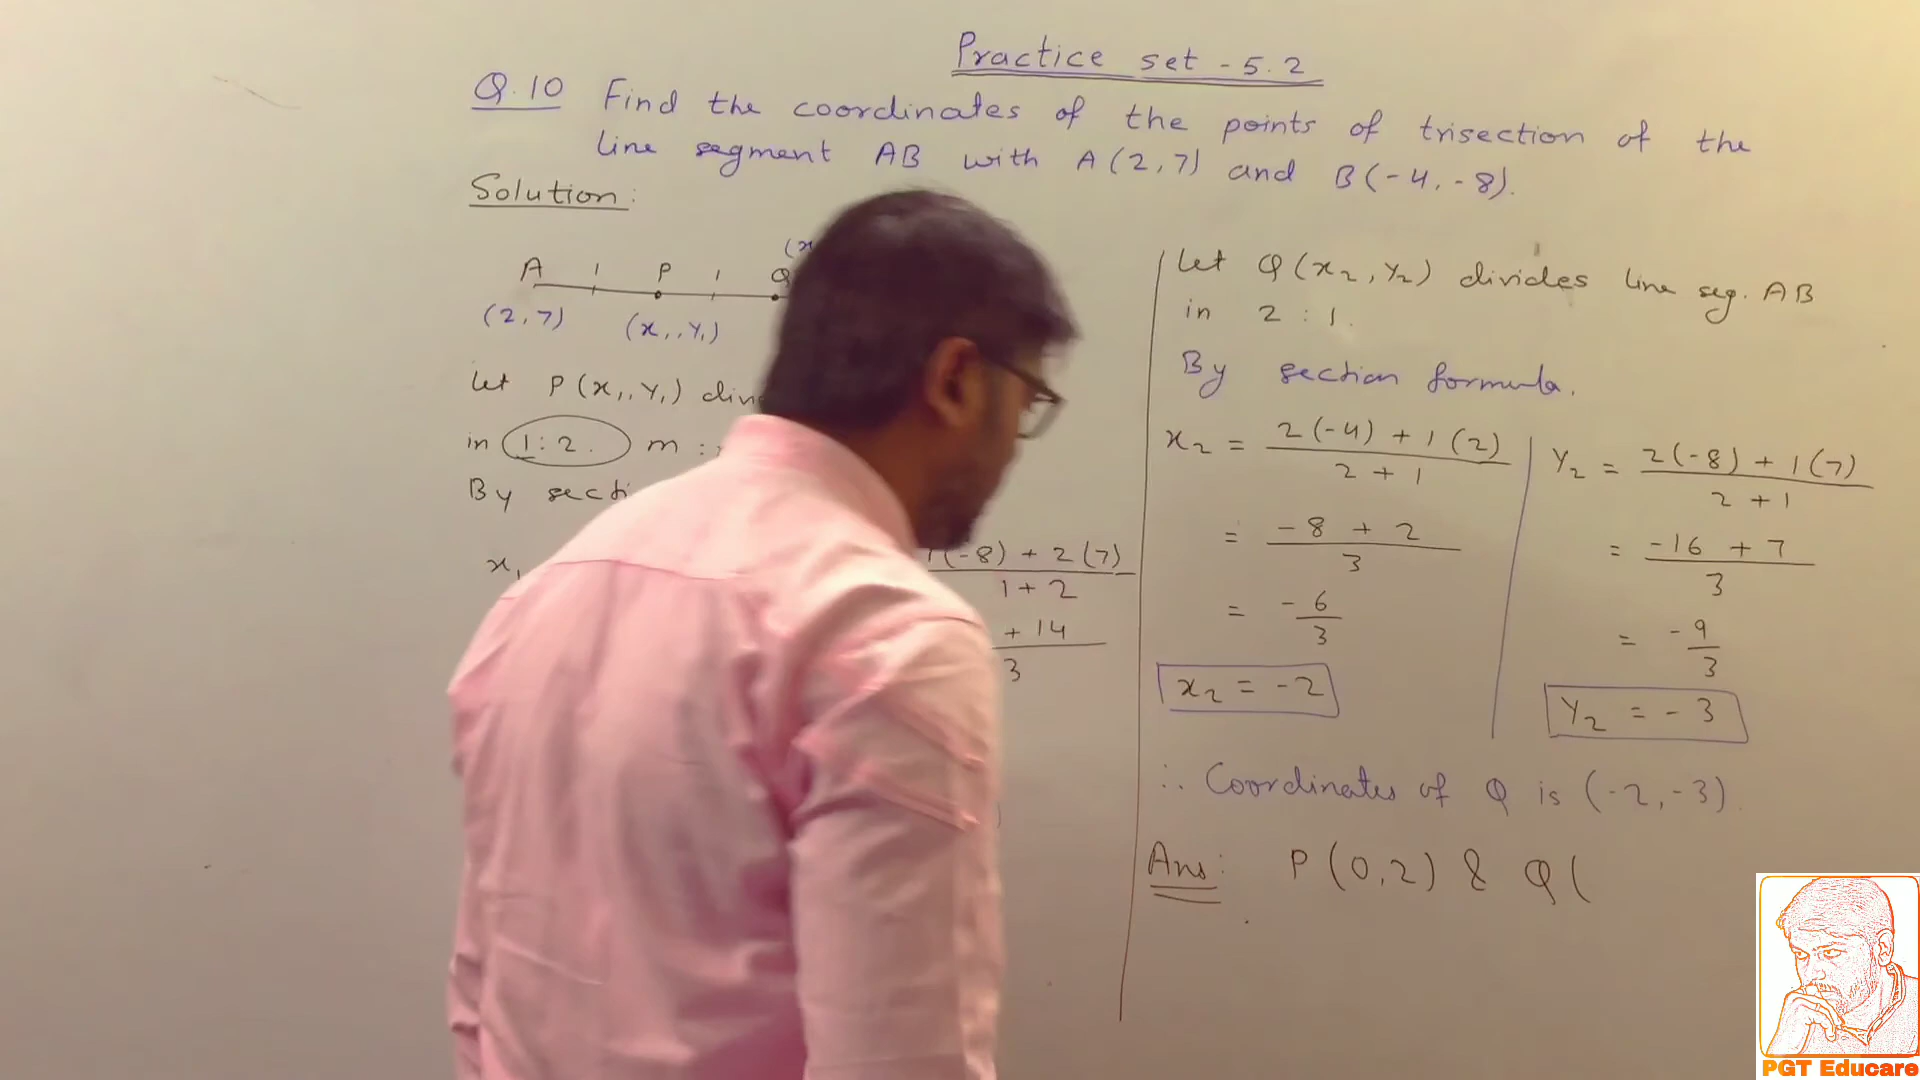 Practice set - 5.2
Q.10 Find the coordinates of the points of trisection of the
line segment AB with A(2,7) and B(-4,-8).
Solution:
A 1 P 1 Q
(2,7) (x₁,Y₁)
let P(x₁,Y₁)
in 1:2. m :
By
x₁
(-8) + 2(7)
1 + 2
+ 14
3
let Q(x₂,Y₂) divides line seg. AB
in 2 : 1.
By section formula.
x₂ = 2(-4) + 1(2)
2 + 1
= -8 + 2
3
= -6
3
x₂ = -2
Y₂ = 2(-8) + 1(7)
2 + 1
= -16 + 7
3
= -9
3
Y₂ = -3
∴ Coordinates of Q is (-2,-3).
Ans: P(0,2) & Q(
PGT Educare